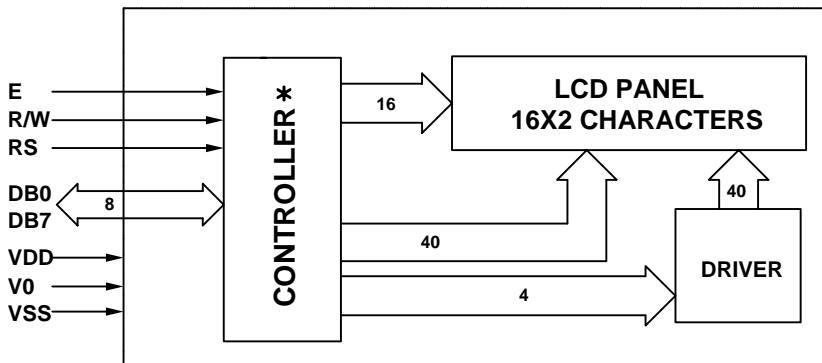 E
R/W
RS
DB0
DB7
8
VDD
V0
VSS
CONTROLLER*
16
LCD PANEL
16X2 CHARACTERS
40
40
4
DRIVER